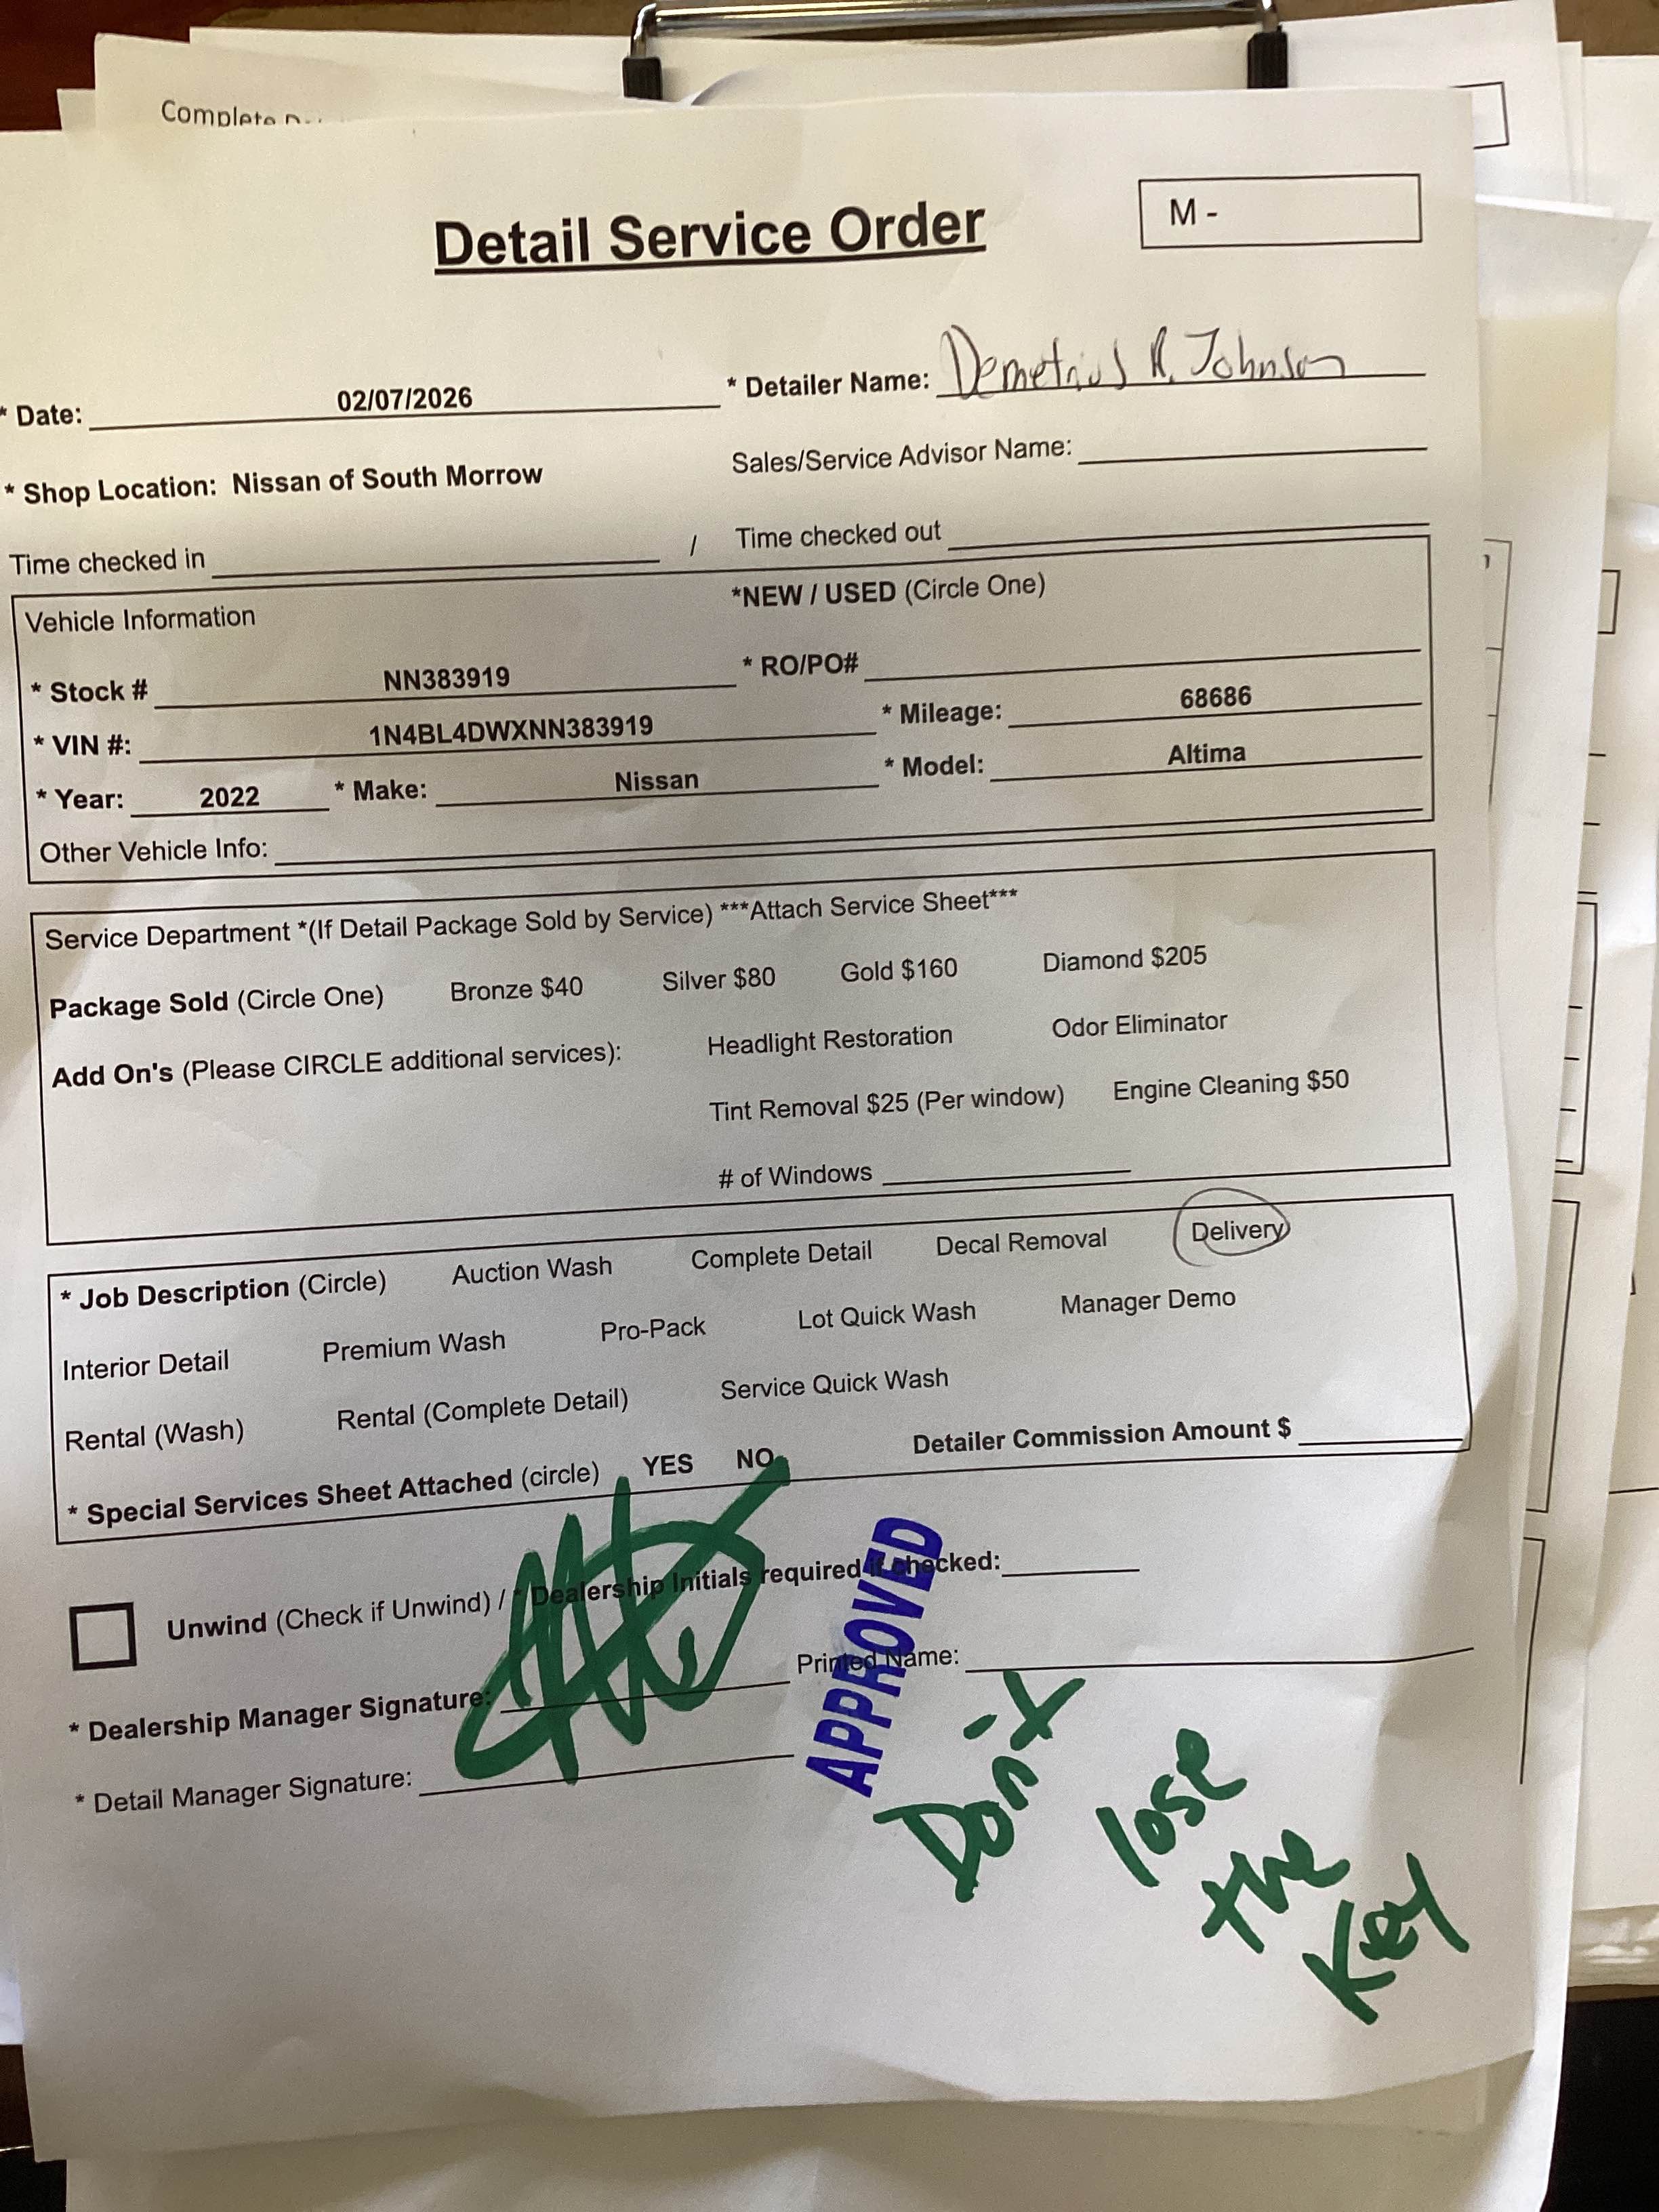 Complete
Detail Service Order
M -
* Date: 02/07/2026
* Detailer Name: Demetrius R. Johnson
* Shop Location: Nissan of South Morrow
Sales/Service Advisor Name:
Time checked in / Time checked out
Vehicle Information
*NEW / USED (Circle One)
* Stock # NN383919
* RO/PO#
* VIN #: 1N4BL4DWXNN383919
* Mileage: 68686
* Year: 2022 * Make: Nissan * Model: Altima
Other Vehicle Info:
Service Department *(If Detail Package Sold by Service) ***Attach Service Sheet***
Package Sold (Circle One) Bronze $40 Silver $80 Gold $160 Diamond $205
Add On's (Please CIRCLE additional services): Headlight Restoration Odor Eliminator
Tint Removal $25 (Per window) Engine Cleaning $50
# of Windows
* Job Description (Circle) Auction Wash Complete Detail Decal Removal Delivery
Interior Detail Premium Wash Pro-Pack Lot Quick Wash Manager Demo
Rental (Wash) Rental (Complete Detail) Service Quick Wash
* Special Services Sheet Attached (circle) YES NO Detailer Commission Amount $
Unwind (Check if Unwind) / * Dealership Initials required if checked:
* Dealership Manager Signature: Printed Name:
* Detail Manager Signature:
APPROVED
Don't
lose
the
Key